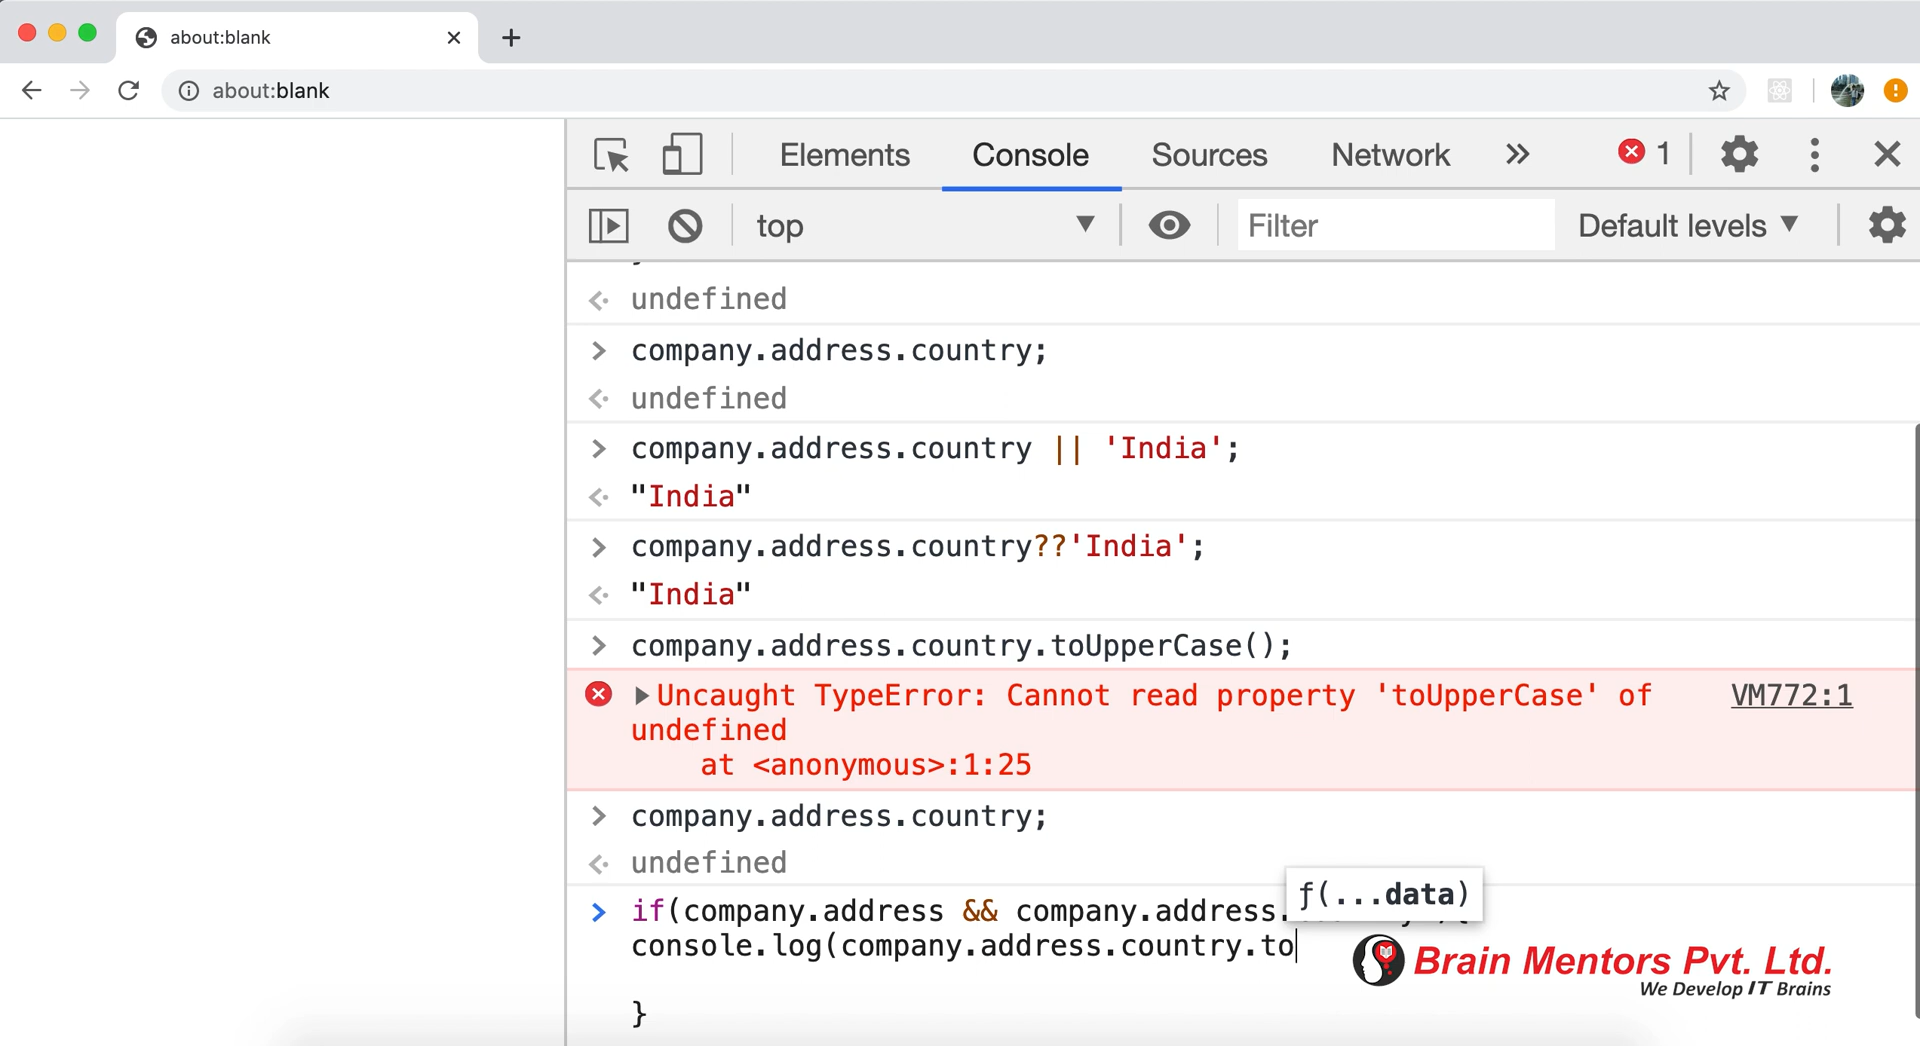 about:blank
about:blank
Elements Console Sources Network » 1
top Filter Default levels
undefined
> company.address.country;
undefined
> company.address.country || 'India';
"India"
> company.address.country??'India';
"India"
> company.address.country.toUpperCase();
Uncaught TypeError: Cannot read property 'toUpperCase' of VM772:1
undefined
at <anonymous>:1:25
> company.address.country;
undefined
ƒ(...data)
> if(company.address && company.address.
console.log(company.address.country.to
Brain Mentors Pvt. Ltd.
We Develop IT Brains
}